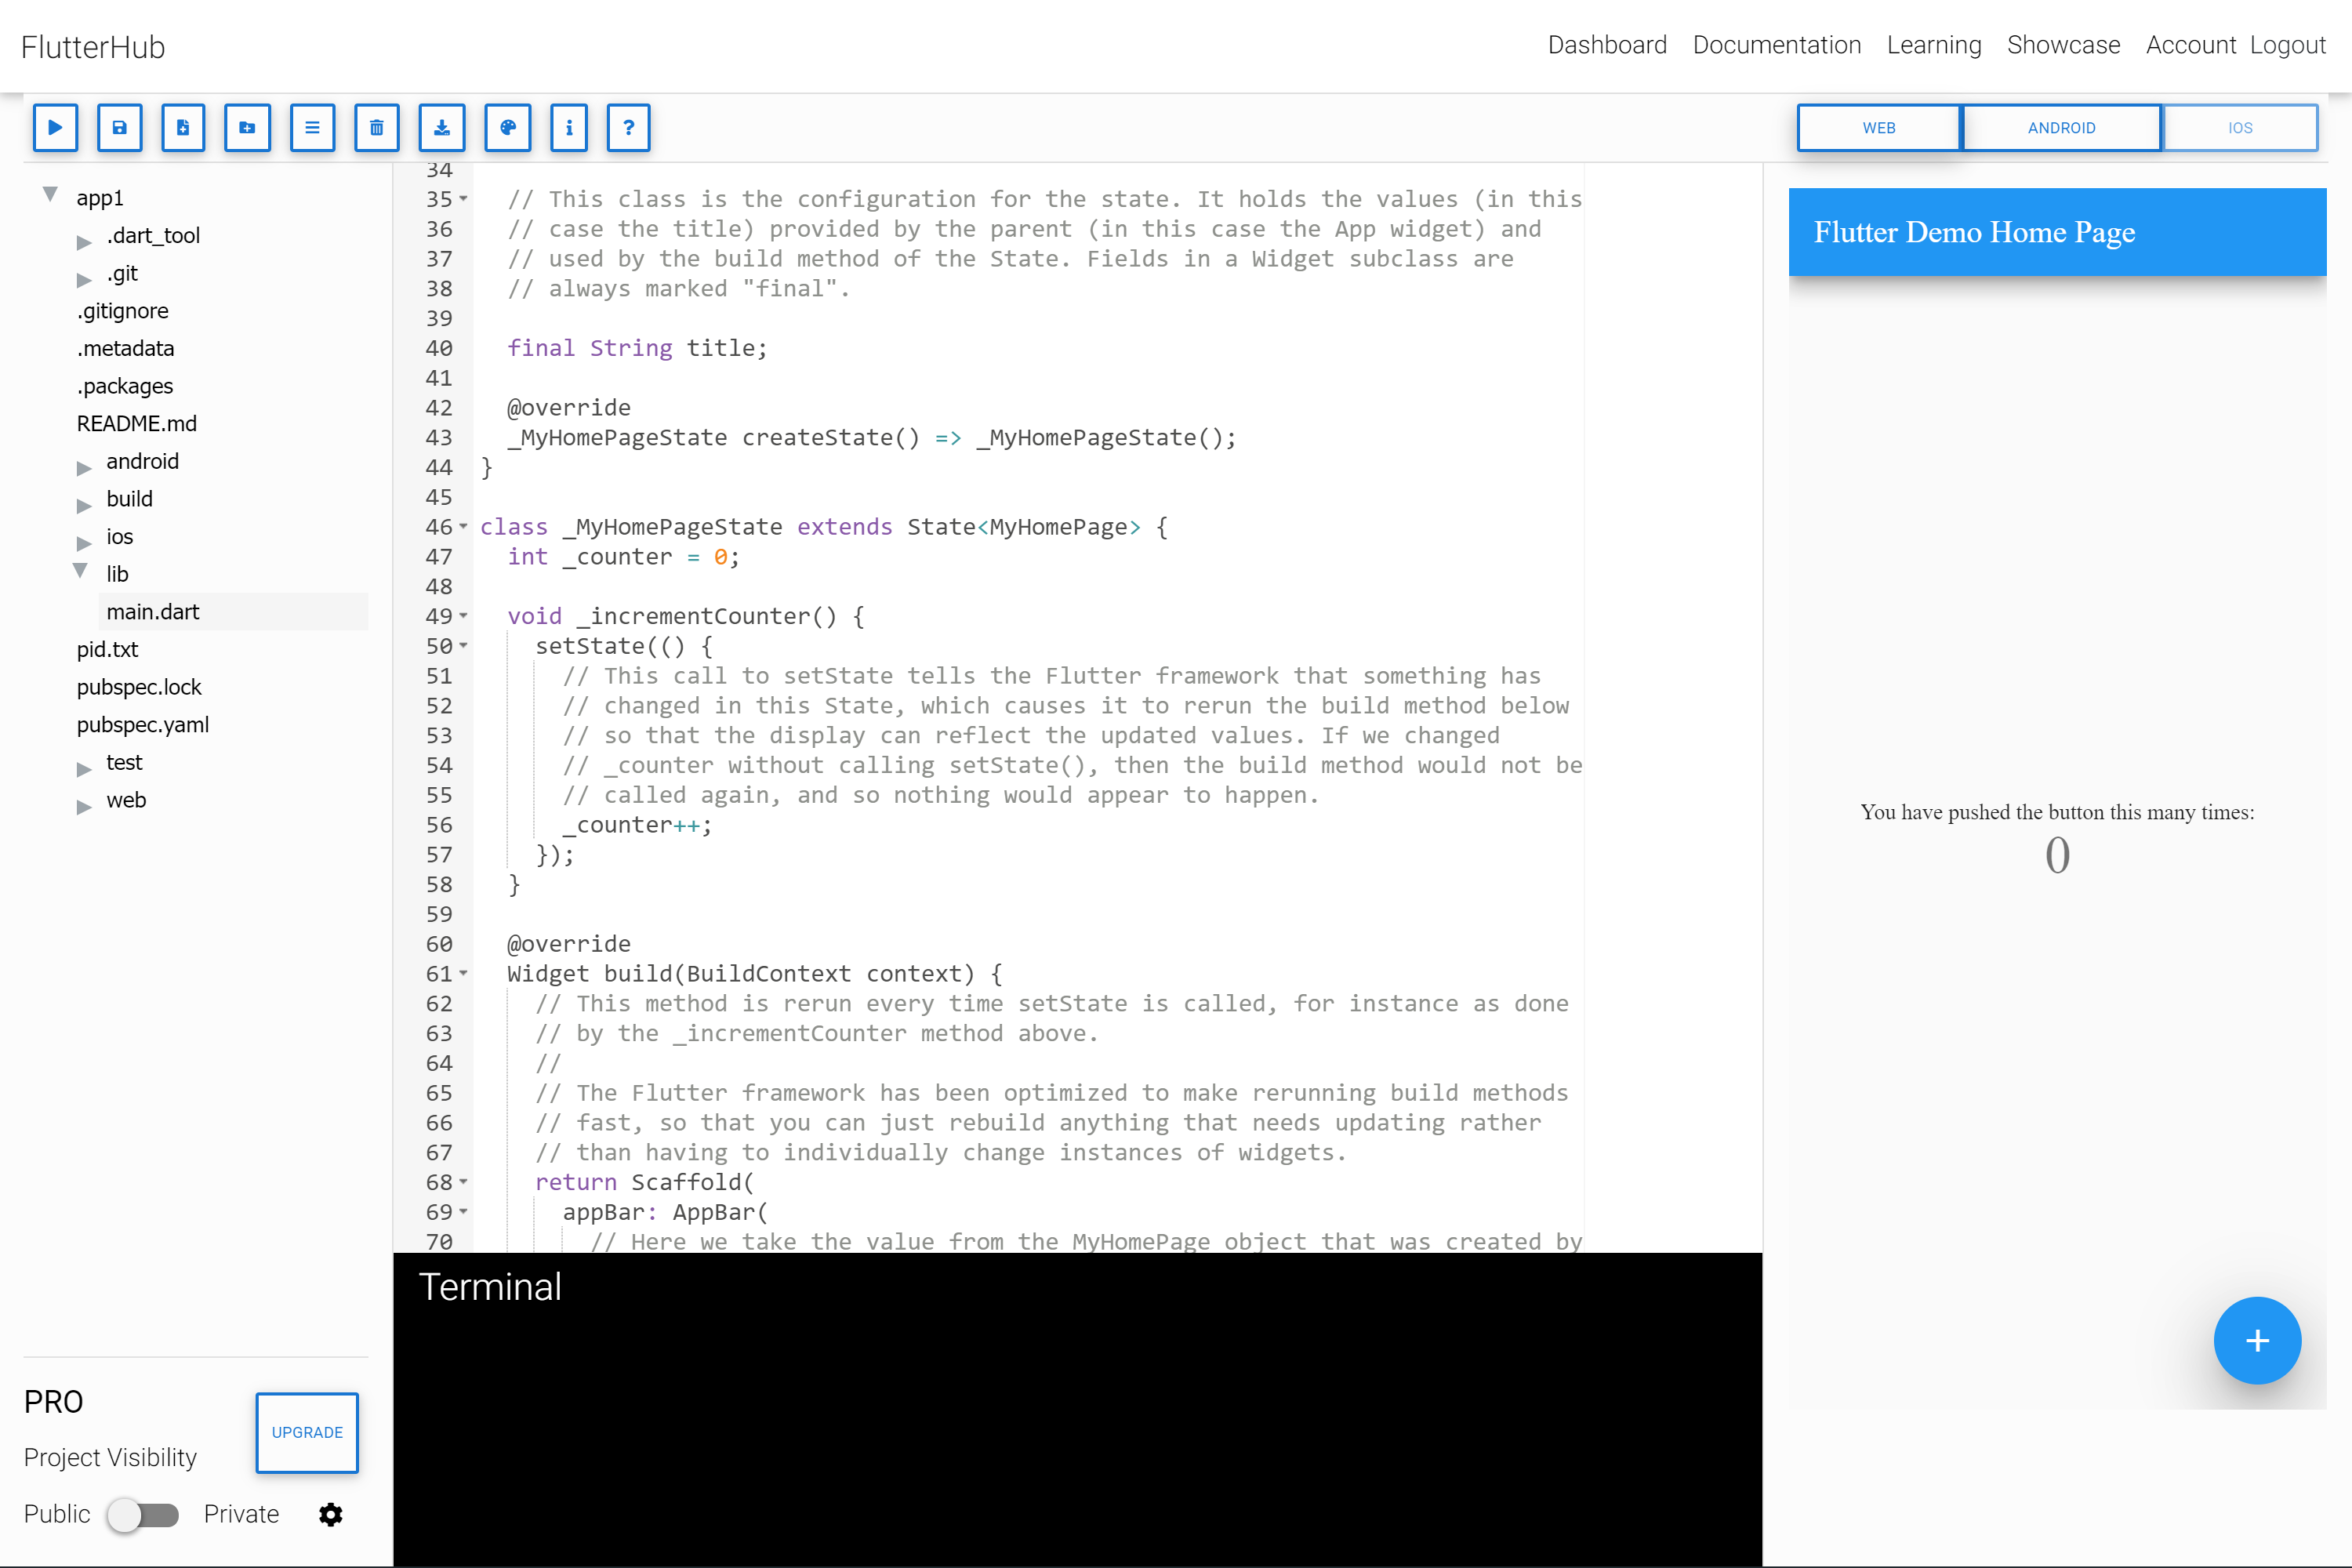 FlutterHub
Dashboard Documentation Learning Showcase Account Logout
WEB ANDROID IOS
app1
.dart_tool
.git
.gitignore
.metadata
.packages
README.md
android
build
ios
lib
main.dart
pid.txt
pubspec.lock
pubspec.yaml
test
web
PRO
UPGRADE
Project Visibility
Public Private
34
35 // This class is the configuration for the state. It holds the values (in this
36 // case the title) provided by the parent (in this case the App widget) and
37 // used by the build method of the State. Fields in a Widget subclass are
38 // always marked "final".
39
40 final String title;
41
42 @override
43 _MyHomePageState createState() => _MyHomePageState();
44 }
45
46 class _MyHomePageState extends State<MyHomePage> {
47 int _counter = 0;
48
49 void _incrementCounter() {
50 setState(() {
51 // This call to setState tells the Flutter framework that something has
52 // changed in this State, which causes it to rerun the build method below
53 // so that the display can reflect the updated values. If we changed
54 // _counter without calling setState(), then the build method would not be
55 // called again, and so nothing would appear to happen.
56 _counter++;
57 });
58 }
59
60 @override
61 Widget build(BuildContext context) {
62 // This method is rerun every time setState is called, for instance as done
63 // by the _incrementCounter method above.
64 //
65 // The Flutter framework has been optimized to make rerunning build methods
66 // fast, so that you can just rebuild anything that needs updating rather
67 // than having to individually change instances of widgets.
68 return Scaffold(
69 appBar: AppBar(
70 // Here we take the value from the MyHomePage object that was created by
Terminal
Flutter Demo Home Page
You have pushed the button this many times:
0
+